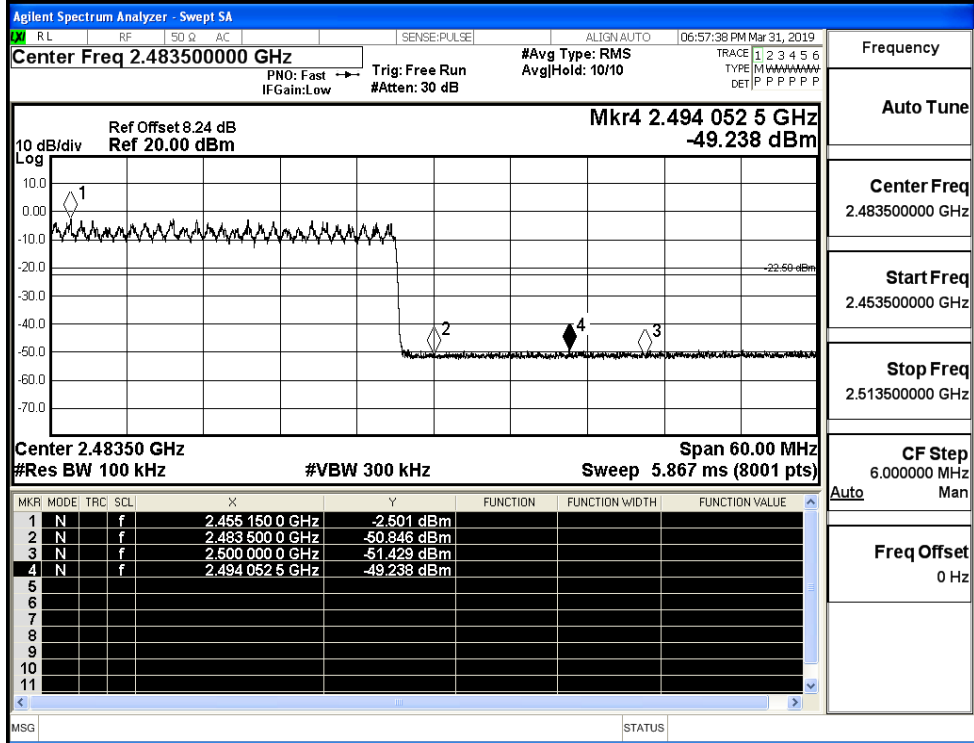 Agilent Spectrum Analyzer - Swept SA
LXI RL RF 50 Ω AC SENSE:PULSE ALIGN AUTO 06:57:38 PM Mar 31, 2019
Center Freq 2.483500000 GHz #Avg Type: RMS TRACE 1 2 3 4 5 6
PNO: Fast Trig: Free Run Avg|Hold: 10/10 TYPE M WWWWW
IFGain:Low #Atten: 30 dB DET P P P P P P
Ref Offset 8.24 dB Mkr4 2.494 052 5 GHz
10 dB/div Ref 20.00 dBm -49.238 dBm
Log
10.0
1
0.00
-10.0
-20.0
-22.50 dBm
-30.0
-40.0
2 4 3
-50.0
-60.0
-70.0
Center 2.48350 GHz Span 60.00 MHz
#Res BW 100 kHz #VBW 300 kHz Sweep 5.867 ms (8001 pts)
MKR MODE TRC SCL X Y FUNCTION FUNCTION WIDTH FUNCTION VALUE
1 N f 2.455 150 0 GHz -2.501 dBm
2 N f 2.483 500 0 GHz -50.846 dBm
3 N f 2.500 000 0 GHz -51.429 dBm
4 N f 2.494 052 5 GHz -49.238 dBm
5
6
7
8
9
10
11
MSG STATUS
Frequency
Auto Tune
Center Freq
2.483500000 GHz
Start Freq
2.453500000 GHz
Stop Freq
2.513500000 GHz
CF Step
6.000000 MHz
Auto Man
Freq Offset
0 Hz